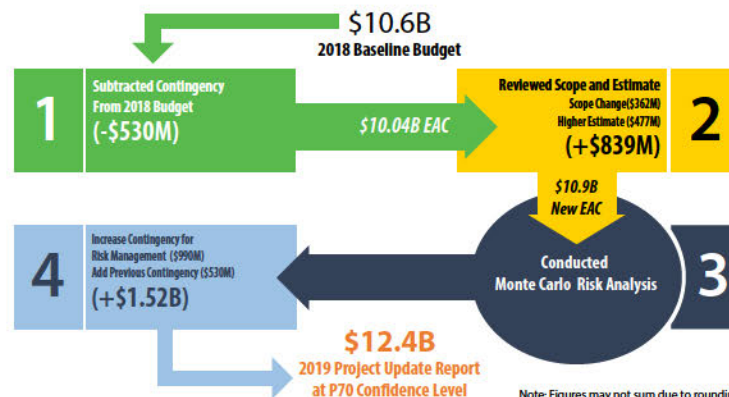 $10.6B
2018 Baseline Budget
1
Subtracted Contingency
From 2018 Budget
(-$530M)
$10.04B EAC
Reviewed Scope and Estimate
Scope Change($362M)
Higher Estimate ($477M)
(+$839M)
2
$10.9B
New EAC
Conducted
Monte Carlo Risk Analysis
3
4
Increase Contingency for
Risk Management ($990M)
Add Previous Contingency ($530M)
(+$1.52B)
$12.4B
2019 Project Update Report
at P70 Confidence Level
Note: Figures may not sum due to rounding